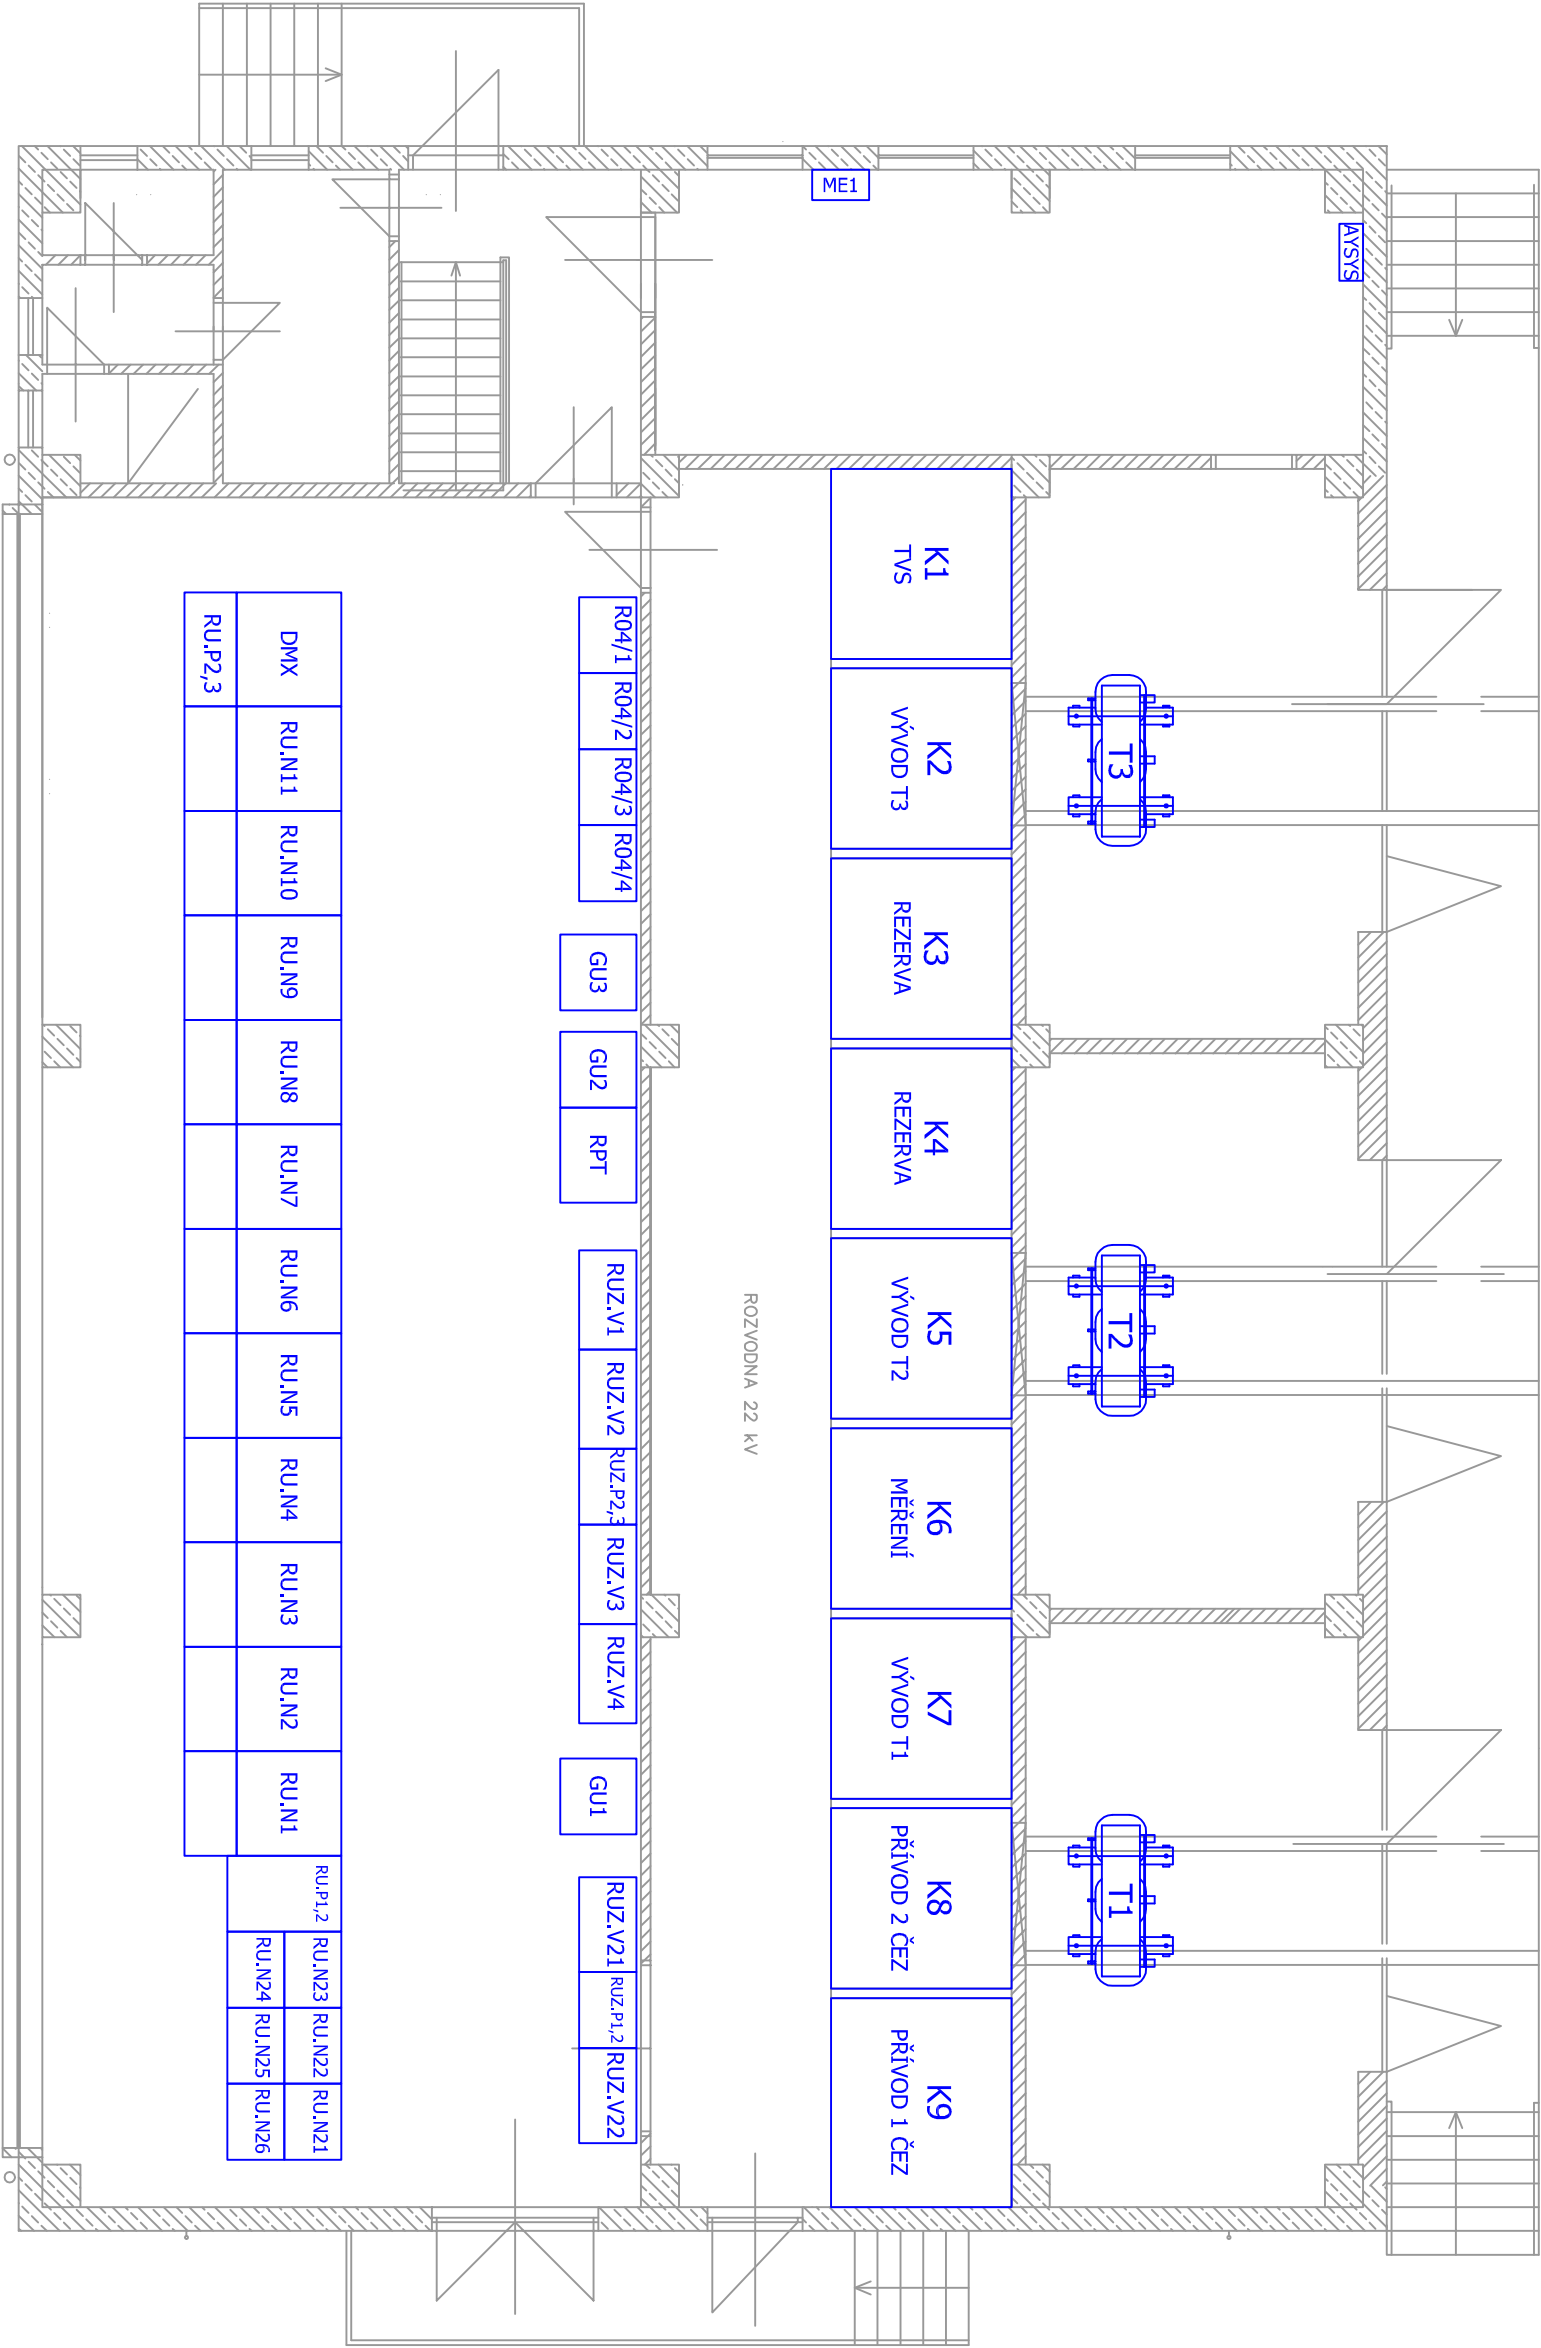 ME1
AYSYS
K1
TVS
K2
VÝVOD T3
K3
REZERVA
K4
REZERVA
K5
VÝVOD T2
K6
MĚŘENÍ
K7
VÝVOD T1
K8
PŘÍVOD 2 ČEZ
K9
PŘÍVOD 1 ČEZ
T3
T2
T1
ROZVODNA 22 kV
R04/1
R04/2
R04/3
R04/4
GU3
GU2
RPT
RUZ.V1
RUZ.V2
RUZ.P2,3
RUZ.V3
RUZ.V4
GU1
RUZ.V21
RUZ.P1,2
RUZ.V22
DMX
RU.P2,3
RU.N11
RU.N10
RU.N9
RU.N8
RU.N7
RU.N6
RU.N5
RU.N4
RU.N3
RU.N2
RU.N1
RU.P1,2
RU.N23
RU.N24
RU.N22
RU.N25
RU.N21
RU.N26